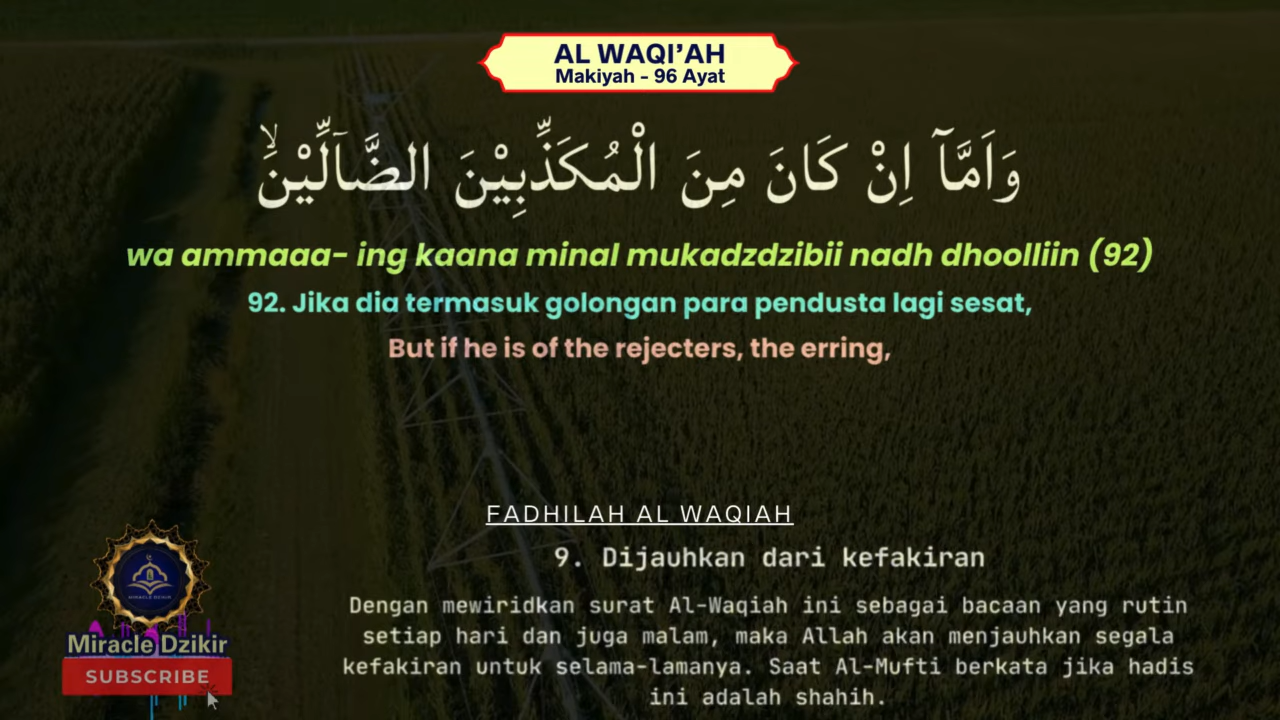 AL WAQI’AH
Makiyah - 96 Ayat
وَاَمَّآ اِنْ كَانَ مِنَ الْمُكَذِّبِيْنَ الضَّآلِّيْنَۙ
wa ammaaa- ing kaana minal mukadzdzibii nadh dhoolliin (92)
92. Jika dia termasuk golongan para pendusta lagi sesat,
But if he is of the rejecters, the erring,
FADHILAH AL WAQIAH
9. Dijauhkan dari kefakiran
Dengan mewiridkan surat Al-Waqiah ini sebagai bacaan yang rutin
setiap hari dan juga malam, maka Allah akan menjauhkan segala
kefakiran untuk selama-lamanya. Saat Al-Mufti berkata jika hadis
ini adalah shahih.
MIRACLE DZIKIR
Miracle Dzikir
SUBSCRIBE